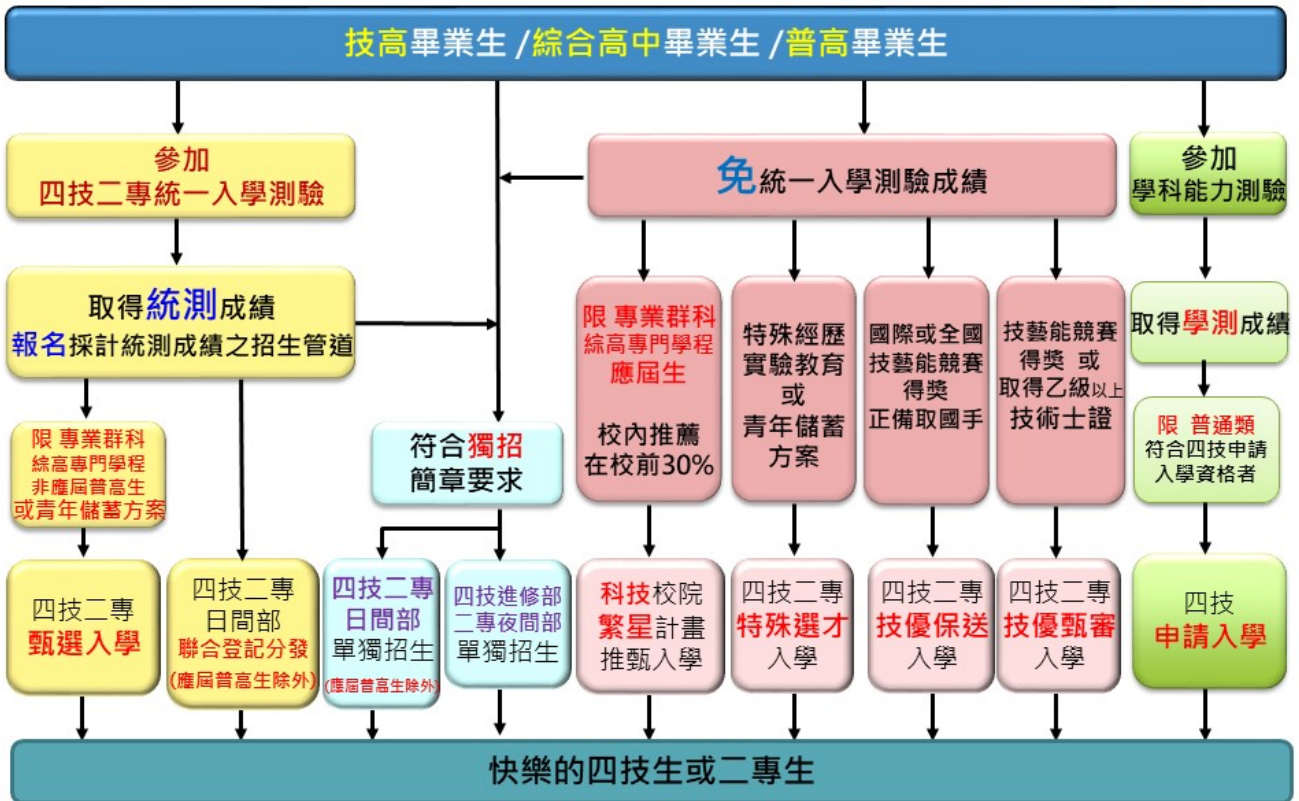 技高畢業生 /綜合高中畢業生 /普高畢業生
參加
四技二專統一入學測驗
免統一入學測驗成績
參加
學科能力測驗
取得統測成績
報名採計統測成績之招生管道
限 專業群科
綜高專門學程
應屆生
校內推薦
在校前30%
特殊經歷
實驗教育
或
青年儲蓄
方案
國際或全國
技藝能競賽
得獎
正備取國手
技藝能競賽
得獎 或
取得乙級以上
技術士證
取得學測成績
限 專業群科
綜高專門學程
非應屆普高生
或青年儲蓄方案
符合獨招
簡章要求
限 普通類
符合四技申請
入學資格者
四技二專
甄選入學
四技二專
日間部
聯合登記分發
(應屆普高生除外)
四技二專
日間部
單獨招生
(應屆普高生除外)
四技進修部
二專夜間部
單獨招生
科技校院
繁星計畫
推甄入學
四技二專
特殊選才
入學
四技二專
技優保送
入學
四技二專
技優甄審
入學
四技
申請入學
快樂的四技生或二專生